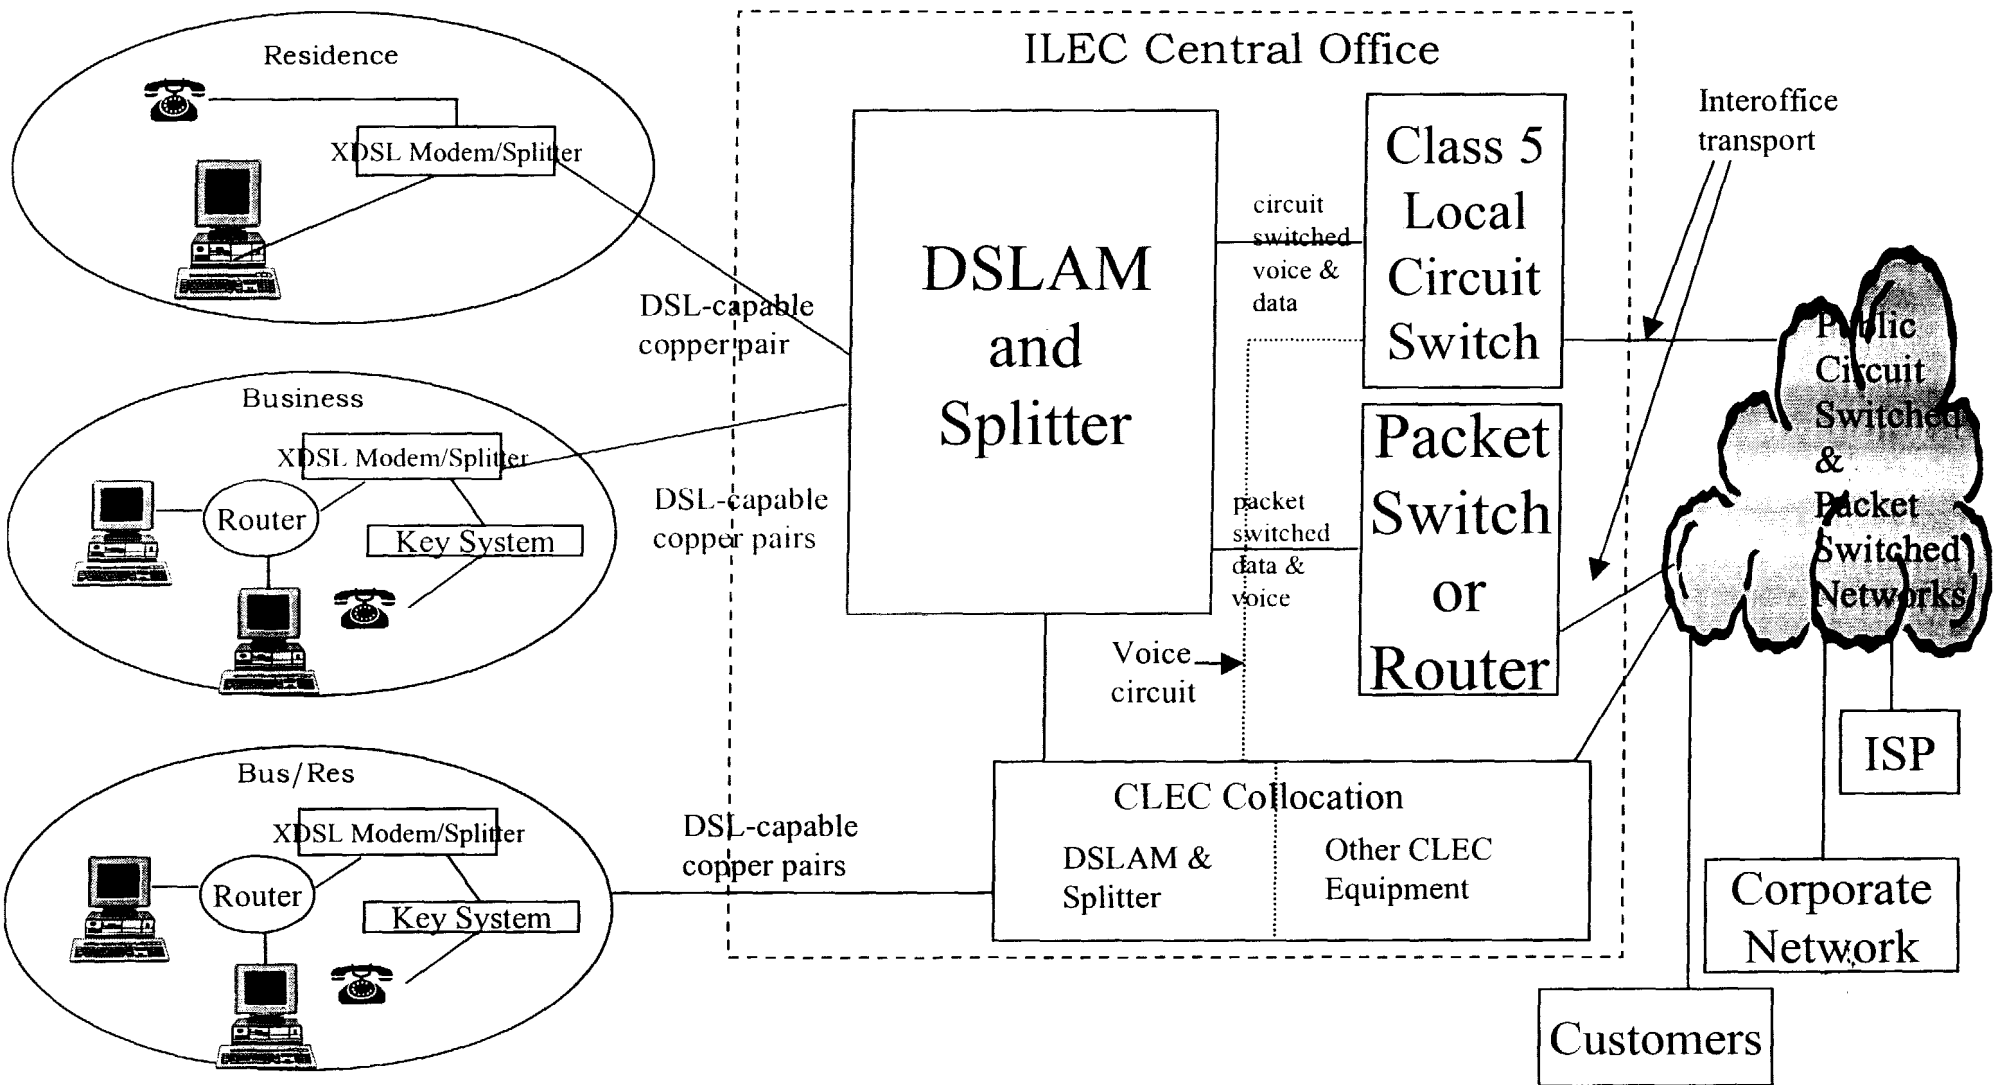 Residence
XDSL Modem/Splitter
DSL-capable
copper pair
Business
XDSL Modem/Splitter
Router
Key System
DSL-capable
copper pairs
Bus/Res
XDSL Modem/Splitter
Router
Key System
DSL-capable
copper pairs
ILEC Central Office
DSLAM
and
Splitter
circuit
switched
voice &
data
Class 5
Local
Circuit
Switch
packet
switched
data &
voice
Packet
Switch
or
Router
Voice
circuit
CLEC Collocation
DSLAM &
Splitter
Other CLEC
Equipment
Interoffice
transport
Public
Circuit
Switched
&
Packet
Switched
Networks
ISP
Corporate
Network
Customers